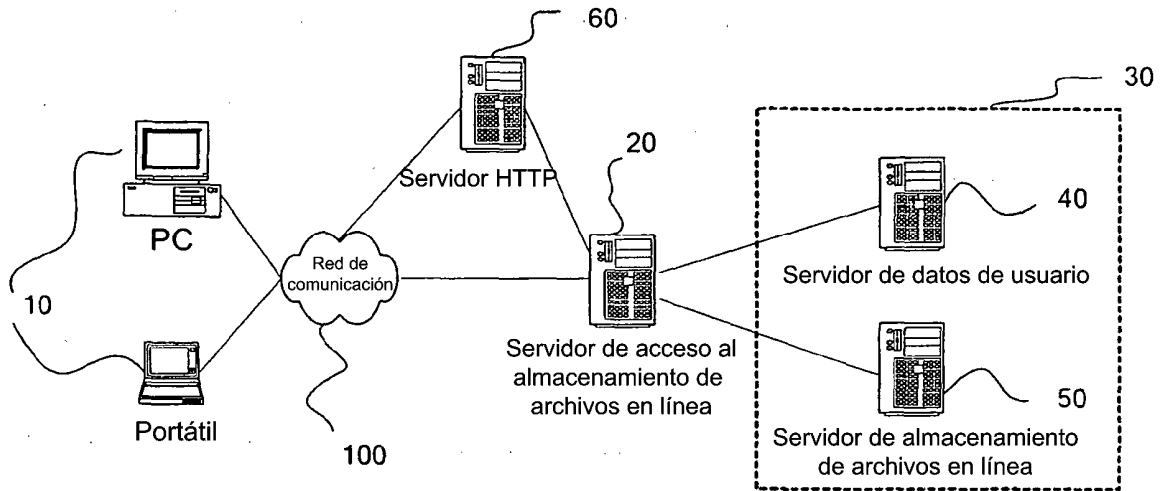 60
30
20
Servidor HTTP
40
PC
Red de
comunicación
Servidor de datos de usuario
10
Servidor de acceso al
almacenamiento de
archivos en línea
50
Portátil
100
Servidor de almacenamiento
de archivos en línea